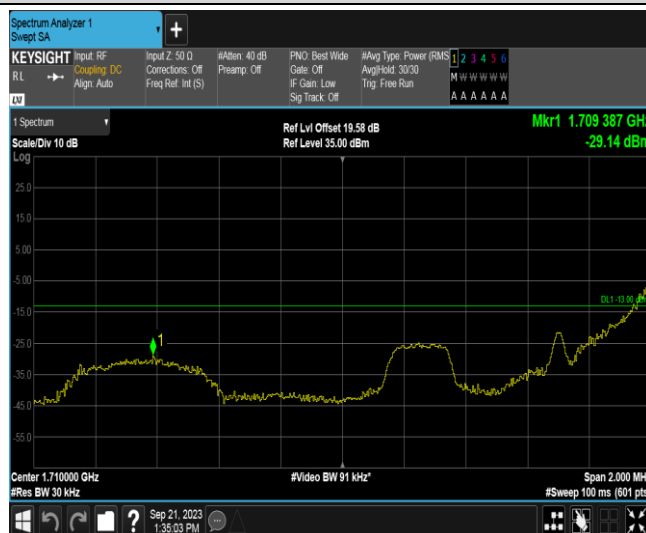 Spectrum Analyzer 1
Swept SA
+
KEYSIGHT
RL
LXI
Input: RF
Coupling: DC
Align: Auto
Input Z: 50 Ω
Corrections: Off
Freq Ref: Int (S)
#Atten: 40 dB
Preamp: Off
PNO: Best Wide
Gate: Off
IF Gain: Low
Sig Track: Off
#Avg Type: Power (RMS
Avg|Hold: 30/30
Trig: Free Run
1 2 3 4 5 6
M W W W W W
A A A A A A
1 Spectrum
Scale/Div 10 dB
Log
Ref Lvl Offset 19.58 dB
Ref Level 35.00 dBm
Mkr1 1.709 387 GHz
-29.14 dBm
25.0
15.0
5.00
-5.00
DL1 -13.00 dBm
-15.0
1
-25.0
-35.0
-45.0
-55.0
Center 1.710000 GHz
#Res BW 30 kHz
#Video BW 91 kHz*
Span 2.000 MH
#Sweep 100 ms (601 pts
?
Sep 21, 2023
1:35:03 PM